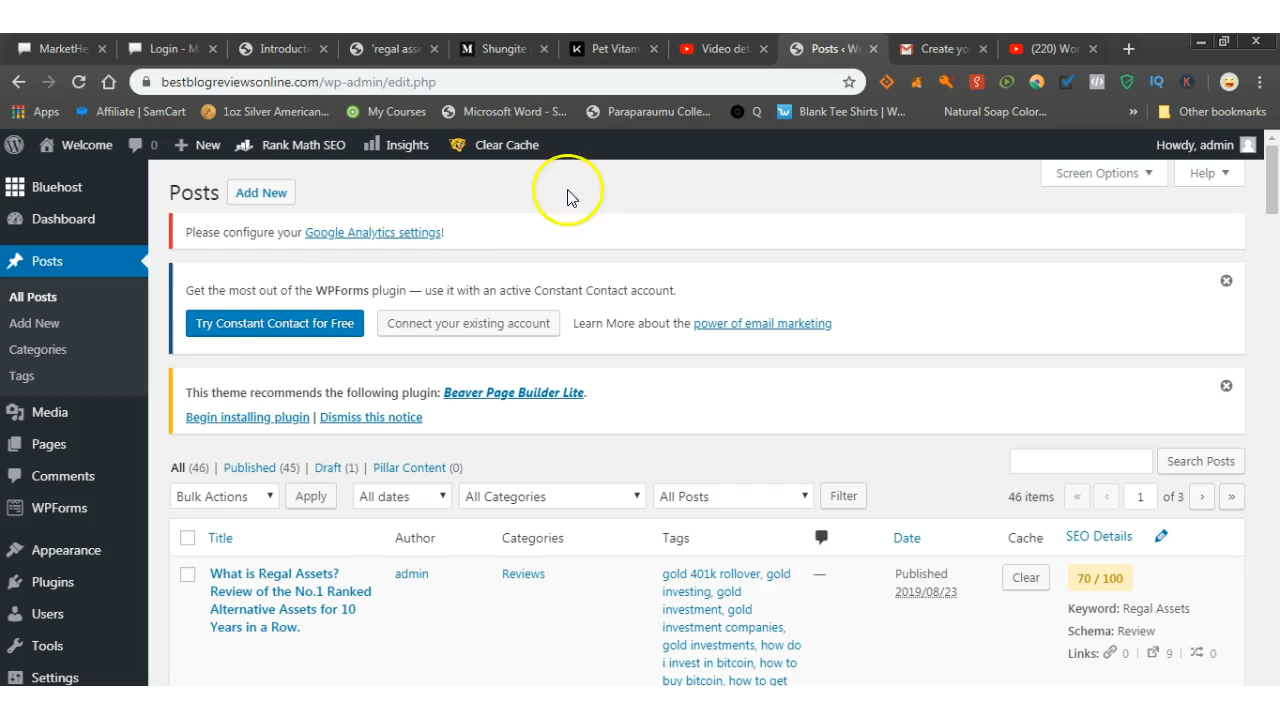 MarketHe
Login - M
Introducti
'regal asse
Shungite
Pet Vitam
Video det
Posts ‹ W
Create yo
(220) Wor
bestblogreviewsonline.com/wp-admin/edit.php
Apps
Affiliate | SamCart
1oz Silver American...
My Courses
Microsoft Word - S...
Paraparaumu Colle...
Q
Blank Tee Shirts | W...
Natural Soap Color...
»
Other bookmarks
Welcome
0
New
Rank Math SEO
Insights
Clear Cache
Howdy, admin
Bluehost
Dashboard
Posts
All Posts
Add New
Categories
Tags
Media
Pages
Comments
WPForms
Appearance
Plugins
Users
Tools
Settings
Screen Options
Help
Posts Add New
Please configure your Google Analytics settings!
Get the most out of the WPForms plugin — use it with an active Constant Contact account.
Try Constant Contact for Free
Connect your existing account
Learn More about the power of email marketing
This theme recommends the following plugin: Beaver Page Builder Lite.
Begin installing plugin | Dismiss this notice
All (46) | Published (45) | Draft (1) | Pillar Content (0)
Search Posts
Bulk Actions
Apply
All dates
All Categories
All Posts
Filter
46 items « ‹ 1 of 3 › »
Title
Author
Categories
Tags
Date
Cache
SEO Details
What is Regal Assets?
Review of the No.1 Ranked
Alternative Assets for 10
Years in a Row.
admin
Reviews
gold 401k rollover, gold
investing, gold
investment, gold
investment companies,
gold investments, how do
i invest in bitcoin, how to
buy bitcoin, how to get
—
Published
2019/08/23
Clear
70 / 100
Keyword: Regal Assets
Schema: Review
Links: 0 | 9 | 0